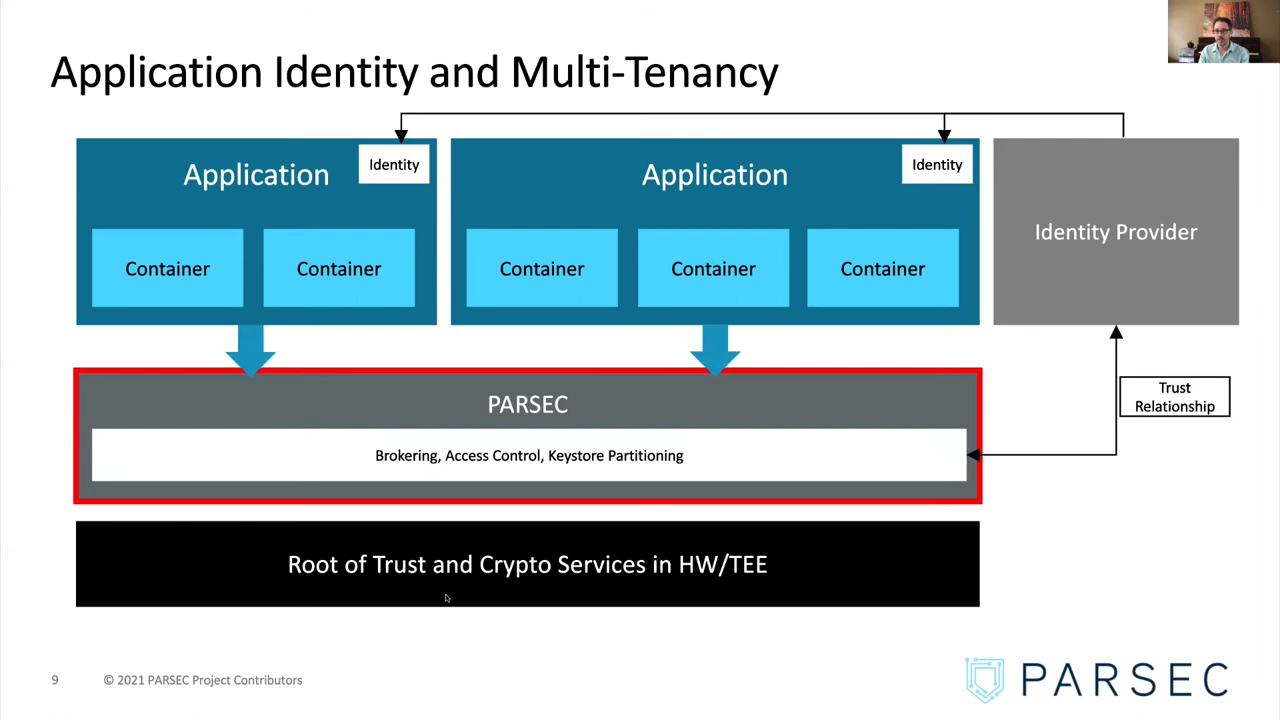 Application Identity and Multi-Tenancy
Application
Identity
Application
Identity
Identity Provider
Container
Container
Container
Container
Container
PARSEC
Trust
Relationship
Brokering, Access Control, Keystore Partitioning
Root of Trust and Crypto Services in HW/TEE
9
© 2021 PARSEC Project Contributors
PARSEC